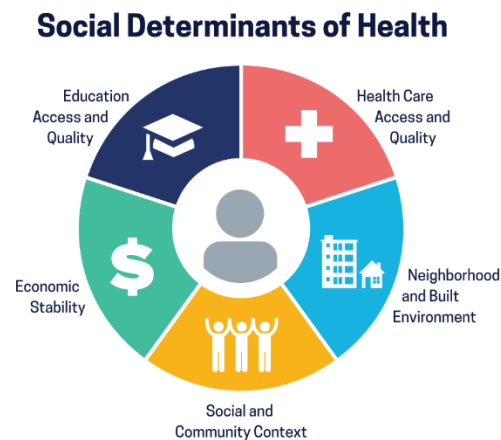 Social Determinants of Health
Education
Access and
Quality
Health Care
Access and
Quality
$
Economic
Stability
Neighborhood
and Built
Environment
Social and
Community Context